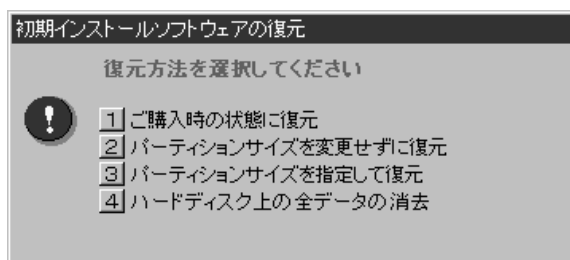 初期インストールソフトウェアの復元
復元方法を選択してください
1 ご購入時の状態に復元
2 パーティションサイズを変更せずに復元
3 パーティションサイズを指定して復元
4 ハードディスク上の全データの消去